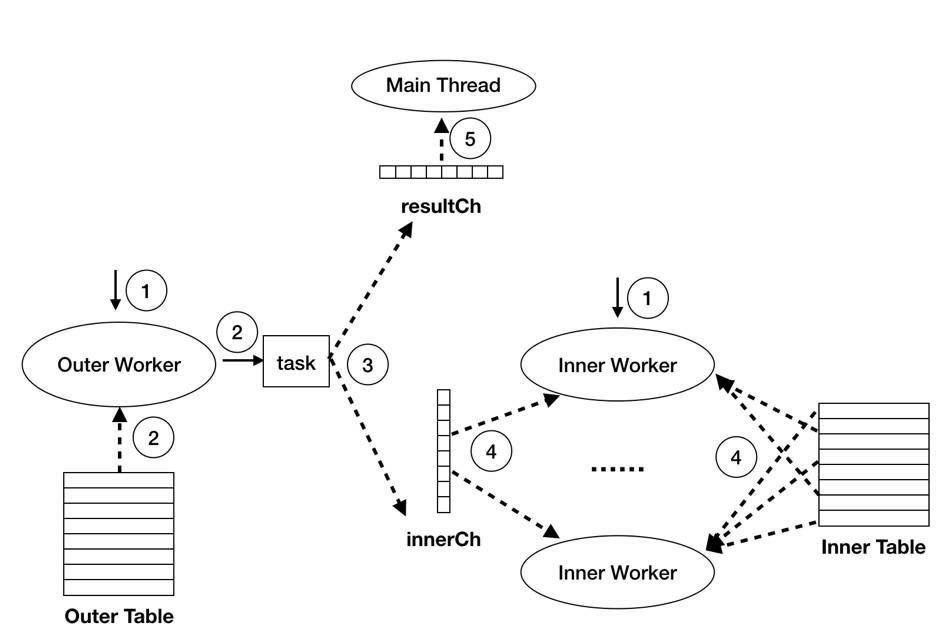 Main Thread
5
resultCh
1
1
2
Outer Worker
task
3
Inner Worker
2
4
......
4
innerCh
Inner Table
Inner Worker
Outer Table